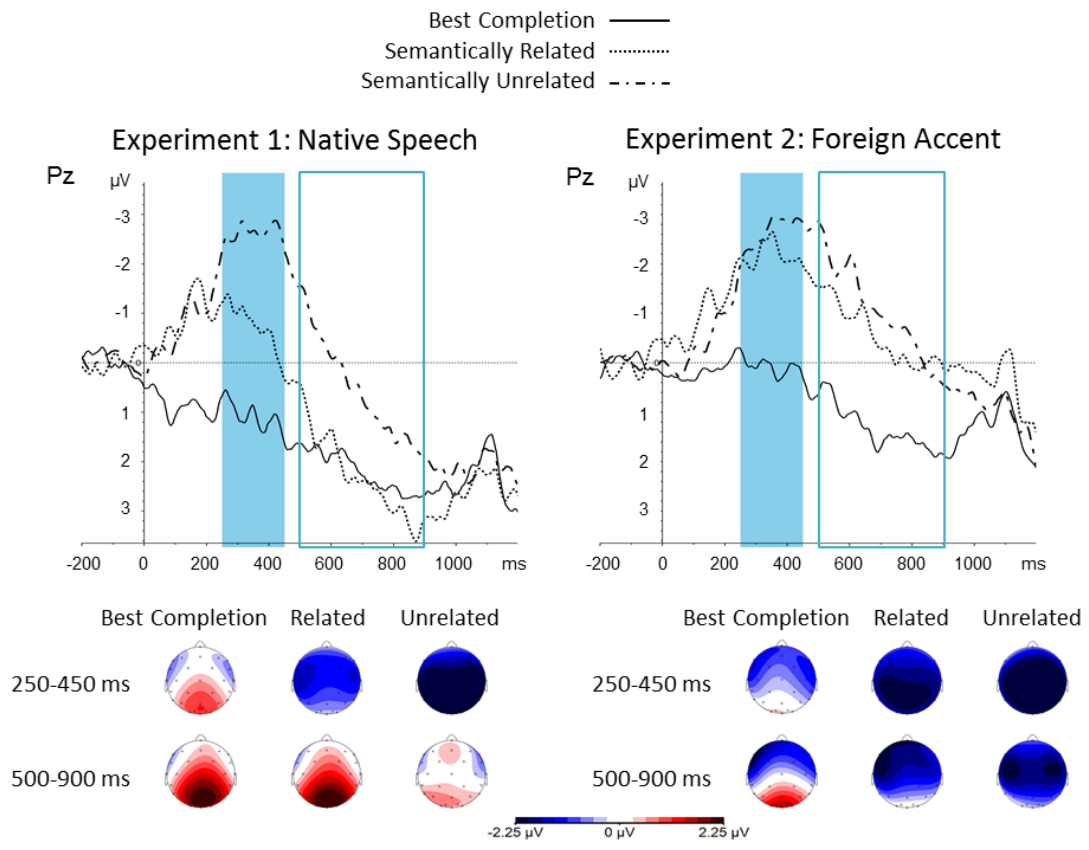 Best Completion
Semantically Related
Semantically Unrelated
Experiment 1: Native Speech
Pz
µV
-3
-2
-1
0
1
2
3
-200 0 200 400 600 800 1000 ms
Experiment 2: Foreign Accent
Pz
µV
-3
-2
-1
0
1
2
3
-200 0 200 400 600 800 1000 ms
Best Completion Related Unrelated
250-450 ms
500-900 ms
Best Completion Related Unrelated
250-450 ms
500-900 ms
-2.25 µV 0 µV 2.25 µV